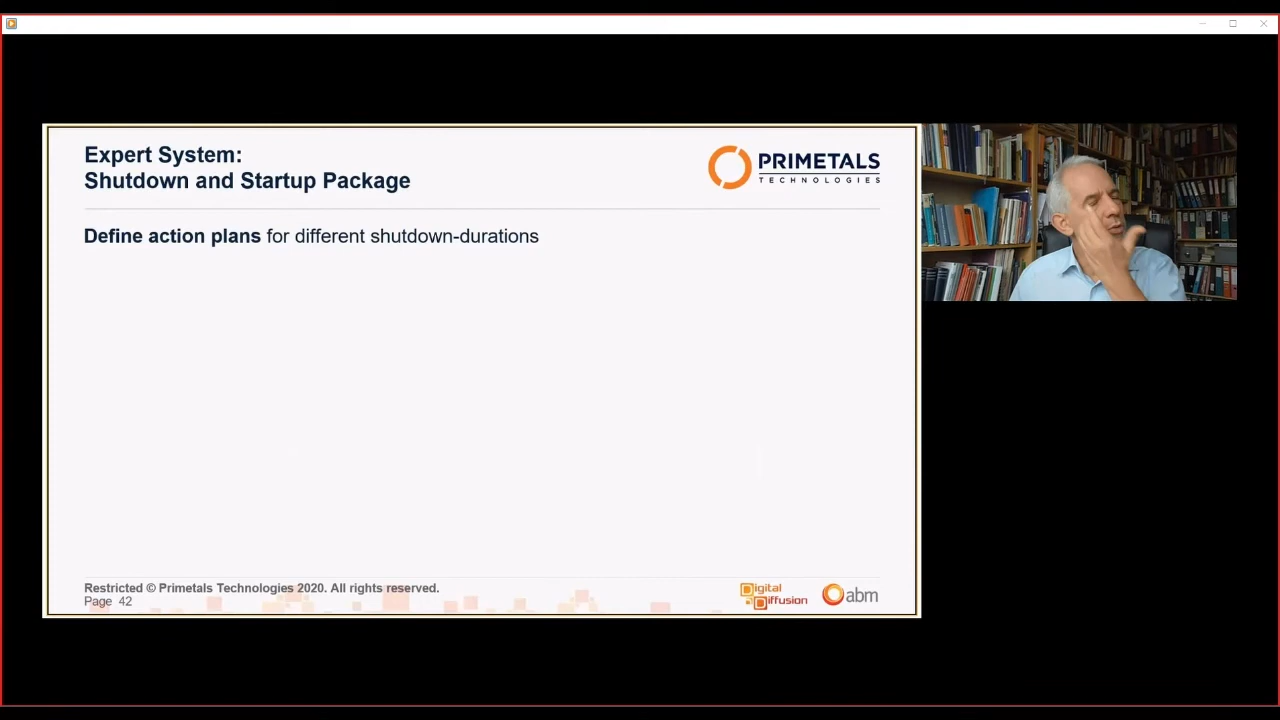 Expert System:
Shutdown and Startup Package
PRIMETALS
TECHNOLOGIES
Define action plans for different shutdown-durations
Restricted © Primetals Technologies 2020. All rights reserved.
Page 42
Digital
Diffusion
abm